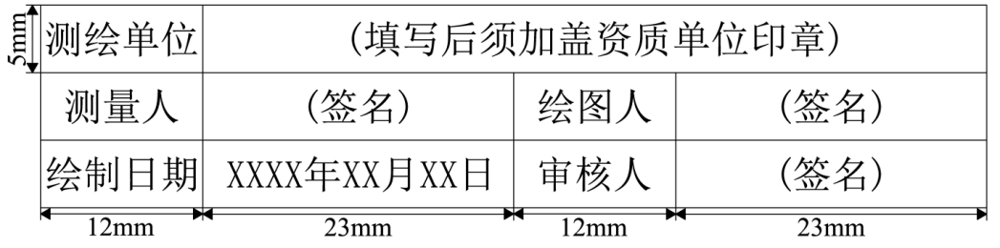 5mm
测绘单位 (填写后须加盖资质单位印章)
测量人 (签名) 绘图人 (签名)
绘制日期 XXXX年XX月XX日 审核人 (签名)
12mm 23mm 12mm 23mm